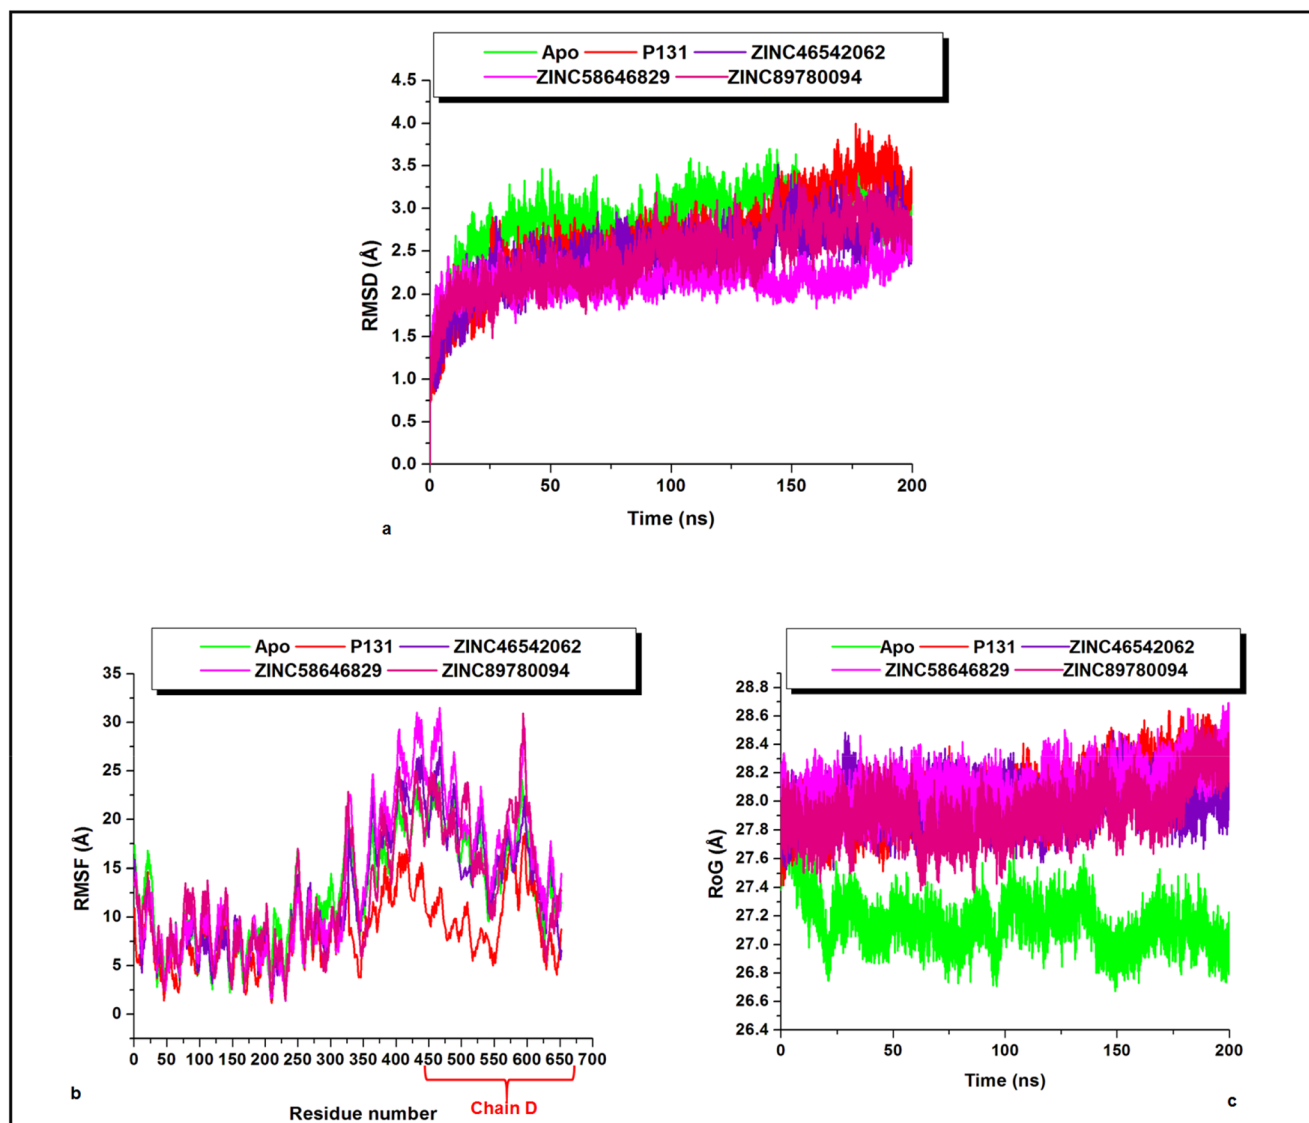 Apo P131 ZINC46542062
ZINC58646829 ZINC89780094
4.5
4.0
3.5
3.0
2.5
2.0
1.5
1.0
0.5
0.0
RMSD (Å)
0 50 100 150 200
Time (ns)
a
Apo P131 ZINC46542062
ZINC58646829 ZINC89780094
35
30
25
20
15
10
5
0
RMSF (Å)
0 50 100 150 200 250 300 350 400 450 500 550 600 650 700
Chain D
Residue number
b
Apo P131 ZINC46542062
ZINC58646829 ZINC89780094
28.8
28.6
28.4
28.2
28.0
27.8
27.6
27.4
27.2
27.0
26.8
26.6
26.4
RoG (Å)
0 50 100 150 200
Time (ns)
c